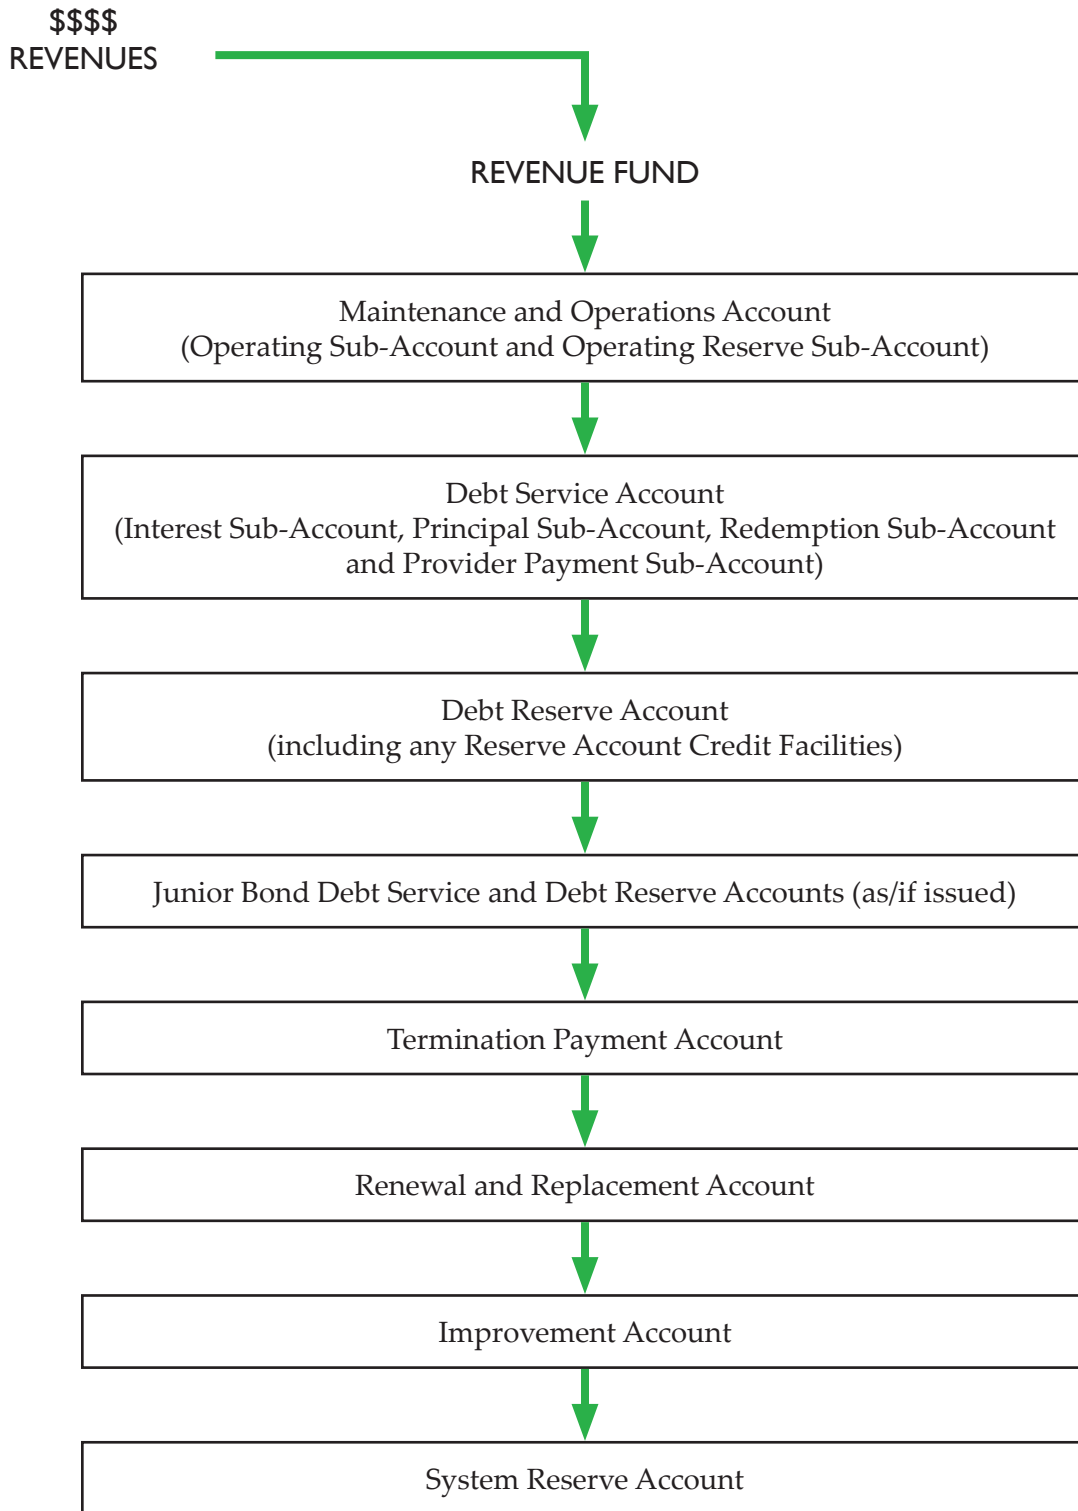 $$$$
REVENUES
REVENUE FUND
Maintenance and Operations Account
(Operating Sub-Account and Operating Reserve Sub-Account)
Debt Service Account
(Interest Sub-Account, Principal Sub-Account, Redemption Sub-Account
and Provider Payment Sub-Account)
Debt Reserve Account
(including any Reserve Account Credit Facilities)
Junior Bond Debt Service and Debt Reserve Accounts (as/if issued)
Termination Payment Account
Renewal and Replacement Account
Improvement Account
System Reserve Account